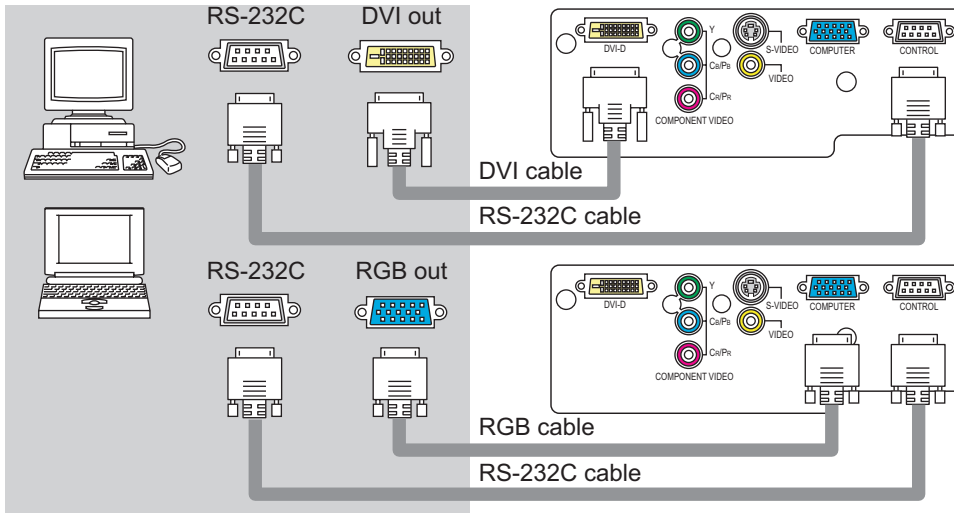 RS-232C DVI out
DVI-D
Y
CB/PB
CR/PR
COMPONENT VIDEO
S-VIDEO
VIDEO
COMPUTER
CONTROL
DVI cable
RS-232C cable
RS-232C RGB out
DVI-D
Y
CB/PB
CR/PR
COMPONENT VIDEO
S-VIDEO
VIDEO
COMPUTER
CONTROL
RGB cable
RS-232C cable